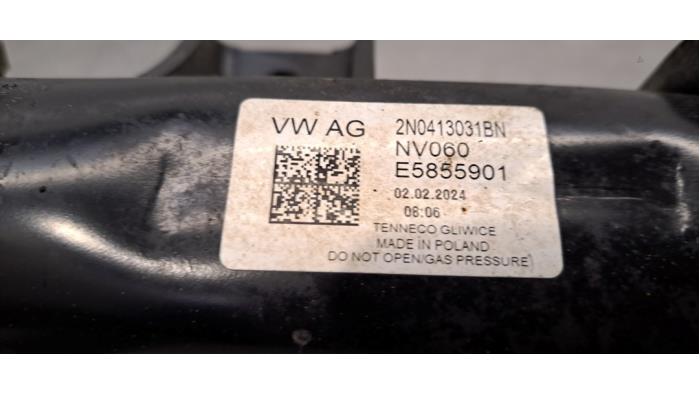 VW AG 2N0413031BN
NV060
E5855901
02.02.2024
08:06
TENNECO GLIWICE
MADE IN POLAND
DO NOT OPEN/GAS PRESSURE